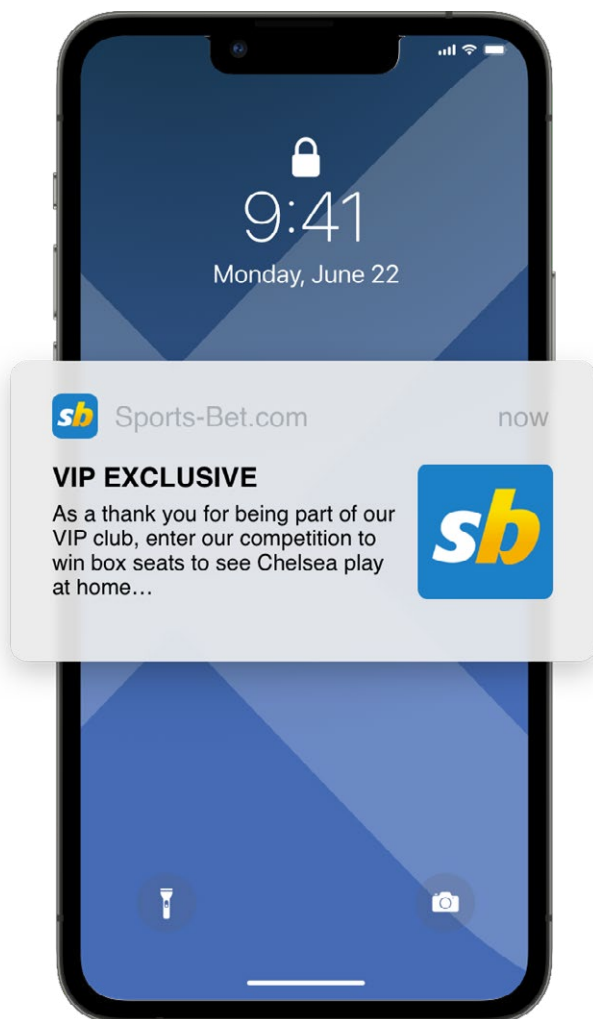 9:41
Monday, June 22
sb Sports-Bet.com now
VIP EXCLUSIVE
As a thank you for being part of our
VIP club, enter our competition to
win box seats to see Chelsea play
at home…
sb